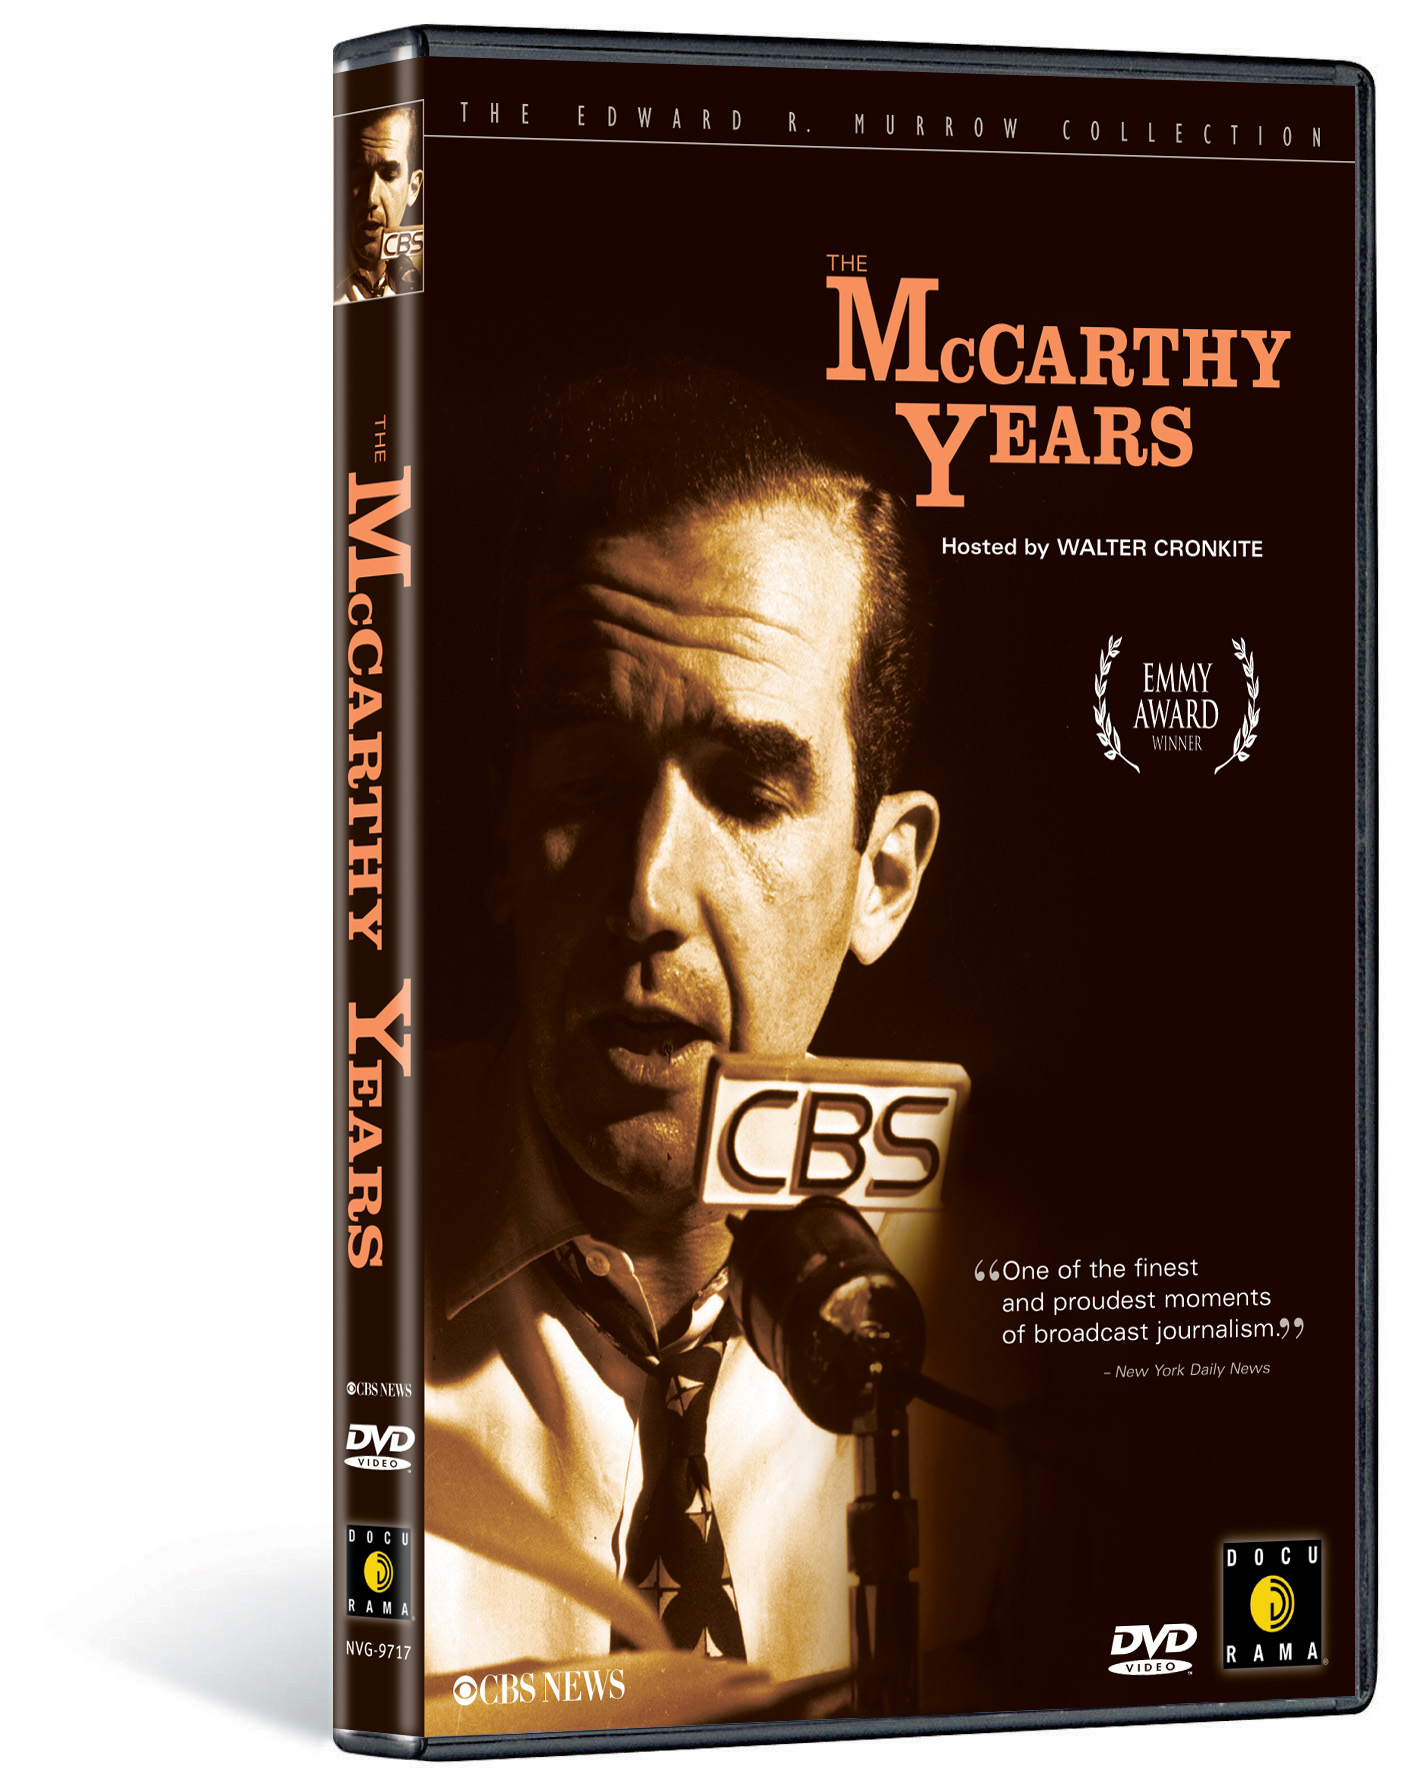 THE EDWARD R. MURROW COLLECTION
THE
McCARTHY
YEARS
Hosted by WALTER CRONKITE
EMMY
AWARD
WINNER
CBS
“One of the finest
and proudest moments
of broadcast journalism.”
– New York Daily News
CBS NEWS
DVD
VIDEO
DOCU
RAMA
CBS
THE McCARTHY YEARS
CBS NEWS
DVD
VIDEO
DOCU
RAMA
NVG-9717